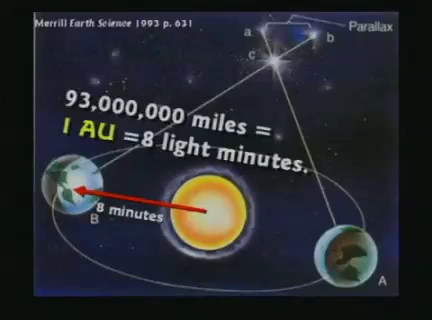 Merrill Earth Science 1993 p. 631
Parallax
a
b
c
93,000,000 miles =
1 AU =8 light minutes.
8 minutes
B
A